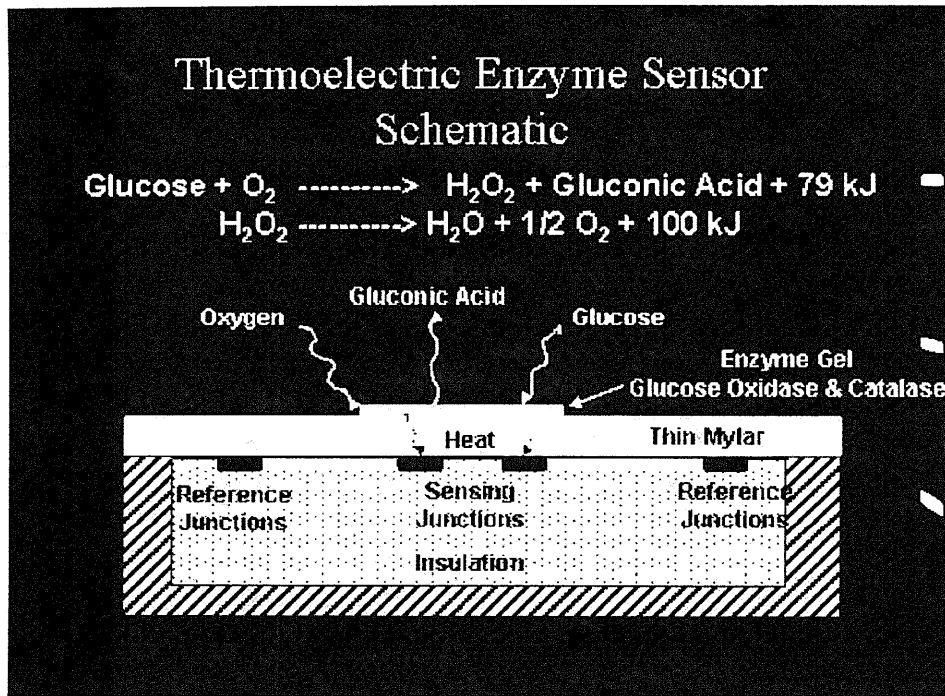 Thermoelectric Enzyme Sensor
Schematic
Glucose + O₂ ----------> H₂O₂ + Gluconic Acid + 79 kJ
H₂O₂ ----------> H₂O + 1/2 O₂ + 100 kJ
Gluconic Acid
Oxygen
Glucose
Enzyme Gel
Glucose Oxidase & Catalase
Heat
Thin Mylar
Reference
Junctions
Sensing
Junctions
Reference
Junctions
Insulation